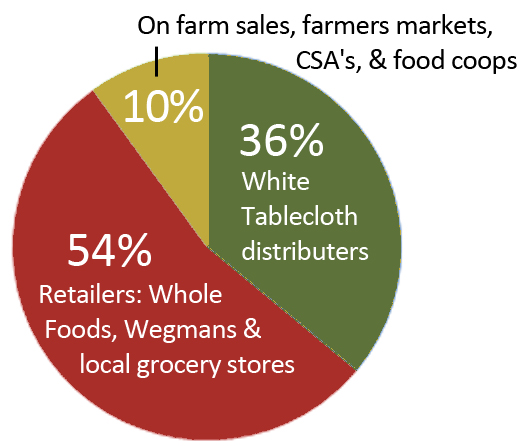 On farm sales, farmers markets,
CSA's, & food coops
10%
36%
White
Tablecloth
distributers
54%
Retailers: Whole
Foods, Wegmans &
local grocery stores